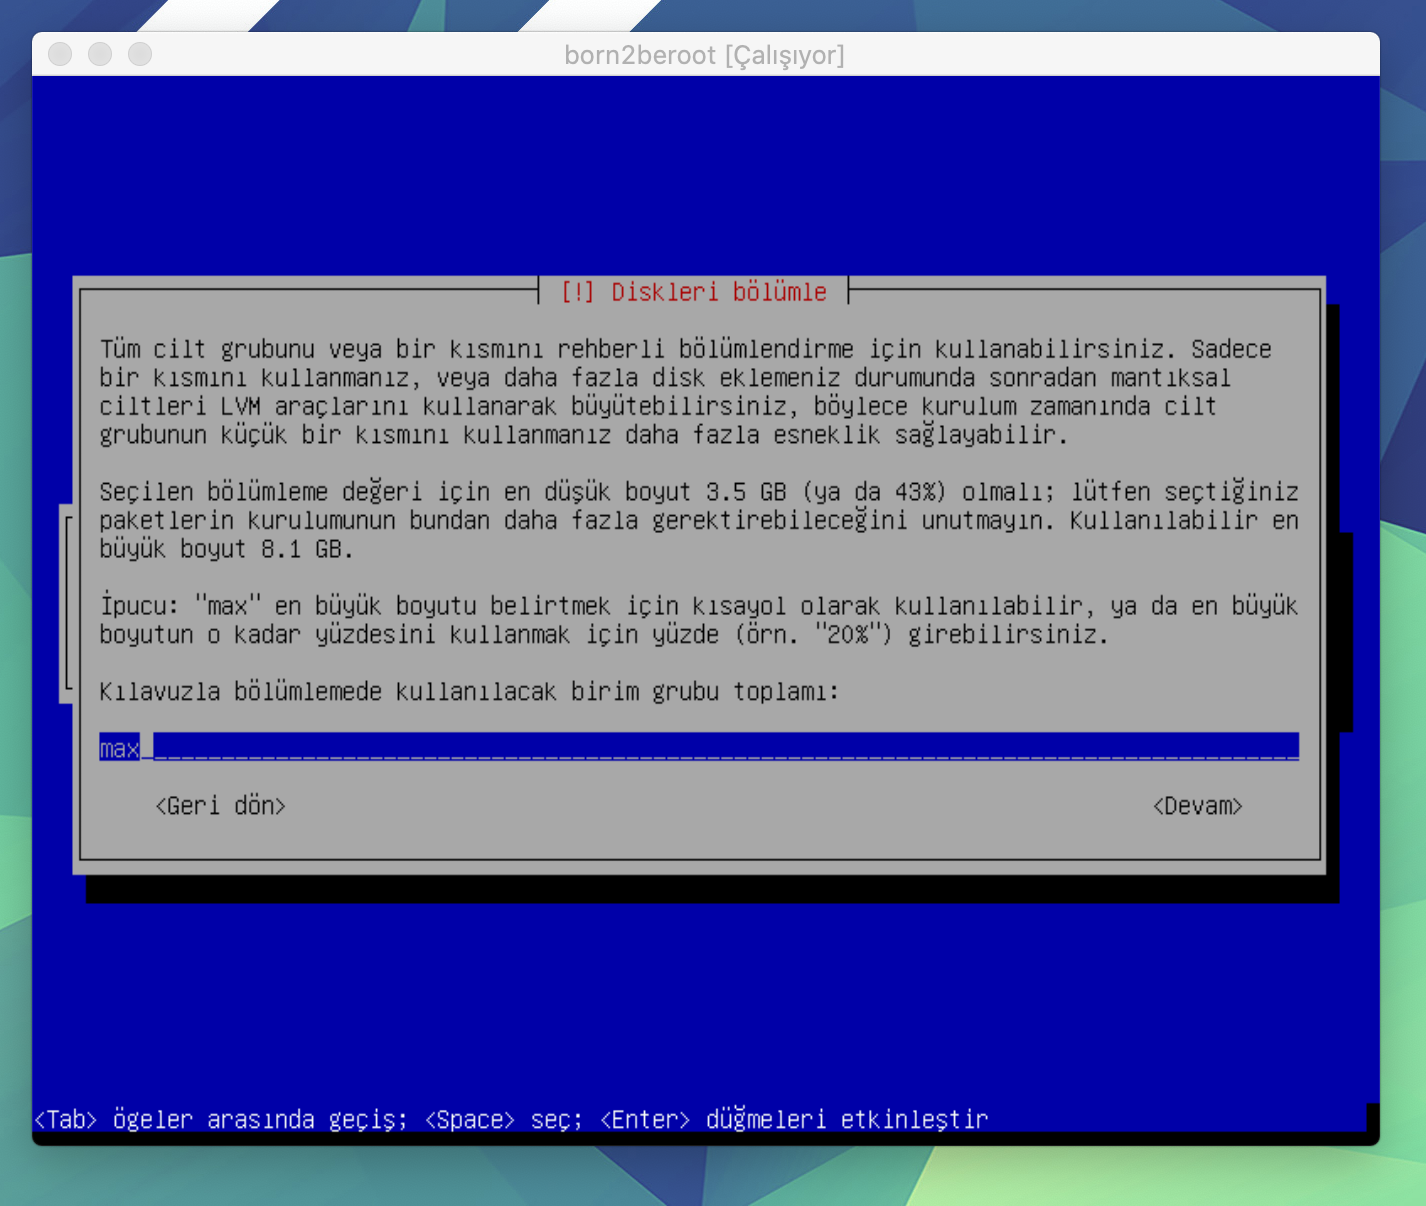 born2beroot [Çalışıyor]
[!] Diskleri bölümle
Tüm cilt grubunu veya bir kısmını rehberli bölümlendirme için kullanabilirsiniz. Sadece
bir kısmını kullanmanız, veya daha fazla disk eklemeniz durumunda sonradan mantıksal
ciltleri LVM araçlarını kullanarak büyütebilirsiniz, böylece kurulum zamanında cilt
grubunun küçük bir kısmını kullanmanız daha fazla esneklik sağlayabilir.
Seçilen bölümleme değeri için en düşük boyut 3.5 GB (ya da 43%) olmalı; lütfen seçtiğiniz
paketlerin kurulumunun bundan daha fazla gerektirebileceğini unutmayın. Kullanılabilir en
büyük boyut 8.1 GB.
İpucu: "max" en büyük boyutu belirtmek için kısayol olarak kullanılabilir, ya da en büyük
boyutun o kadar yüzdesini kullanmak için yüzde (örn. "20%") girebilirsiniz.
Kılavuzla bölümlemede kullanılacak birim grubu toplamı:
max
<Geri dön> <Devam>
<Tab> ögeler arasında geçiş; <Space> seç; <Enter> düğmeleri etkinleştir